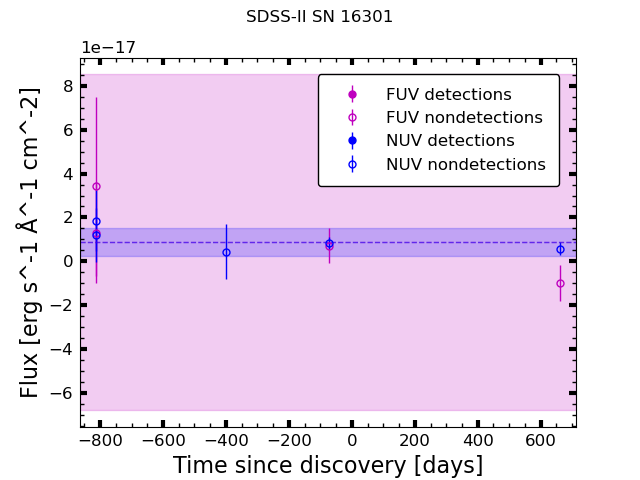 SDSS-II SN 16301
1e−17
FUV detections
FUV nondetections
NUV detections
NUV nondetections
8
6
4
2
0
−2
−4
−6
Flux [erg s^-1 Å^-1 cm^-2]
−800 −600 −400 −200 0 200 400 600
Time since discovery [days]